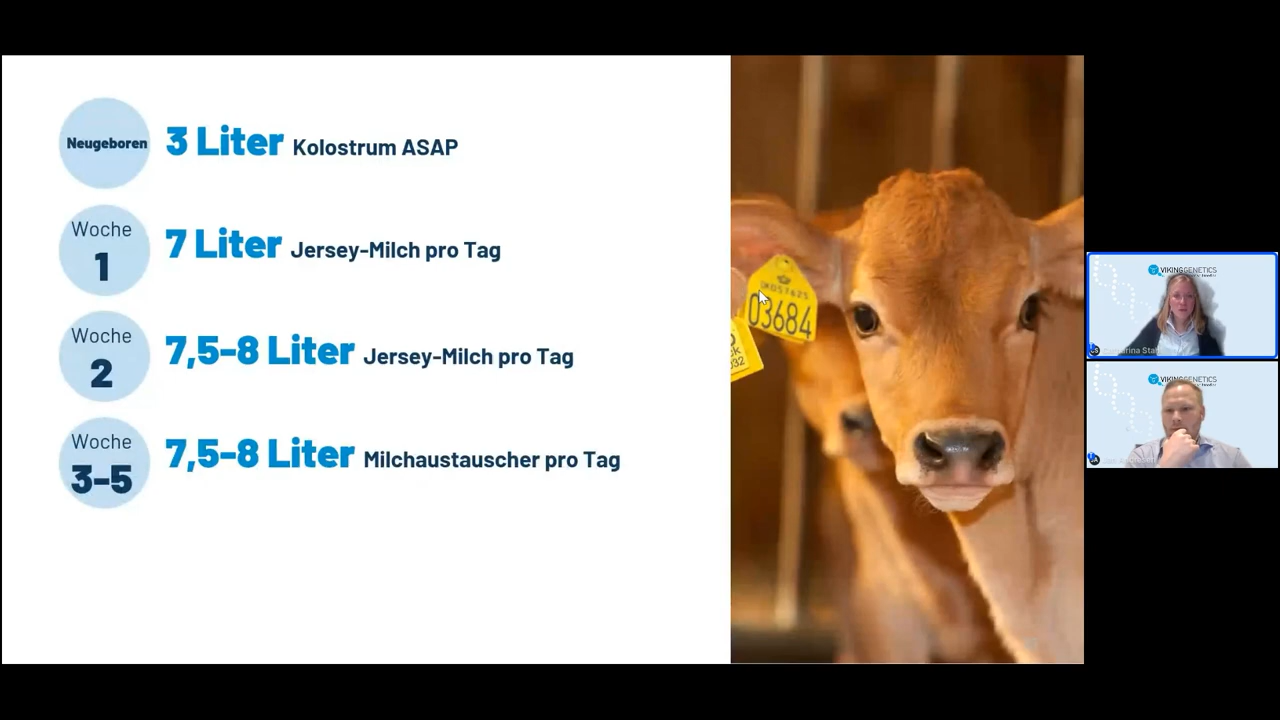 Neugeboren
3 Liter Kolostrum ASAP
Woche
1
7 Liter Jersey-Milch pro Tag
Woche
2
7,5-8 Liter Jersey-Milch pro Tag
Woche
3-5
7,5-8 Liter Milchaustauscher pro Tag
03684
VIKINGGENETICS
VIKINGGENETICS